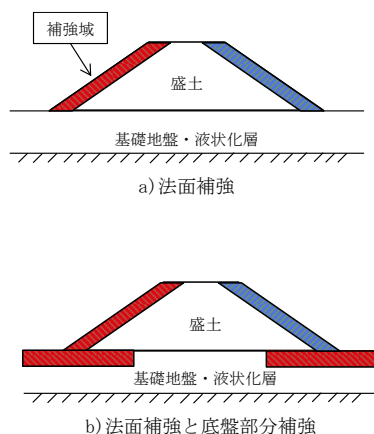 補強域
盛土
基礎地盤・液状化層
a)法面補強
盛土
基礎地盤・液状化層
b)法面補強と底盤部分補強